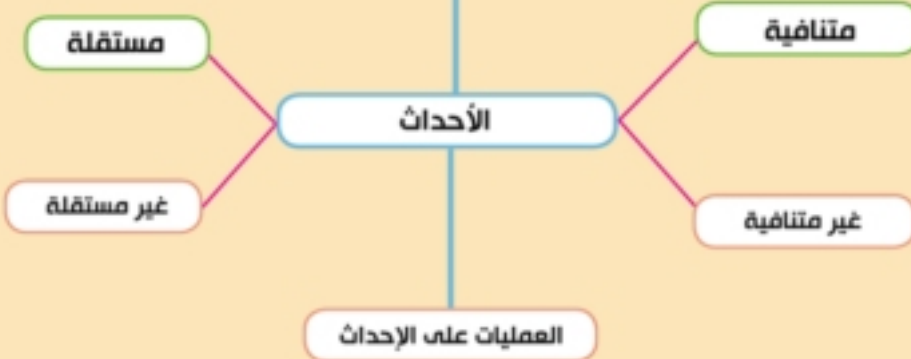 متنافية
مستقلة
الأحداث
غير مستقلة
غير متنافية
العمليات على الإحداث